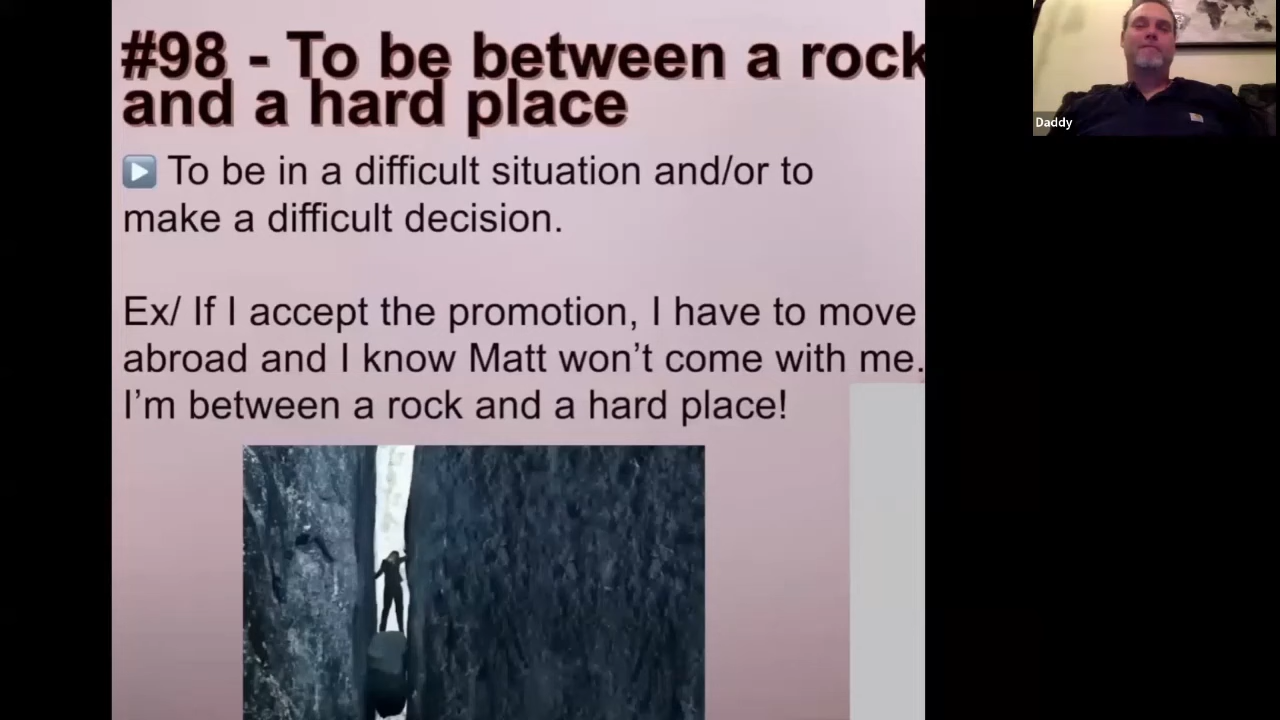 #98 - To be between a rock
and a hard place
▶️ To be in a difficult situation and/or to
make a difficult decision.
Ex/ If I accept the promotion, I have to move
abroad and I know Matt won’t come with me.
I’m between a rock and a hard place!
Daddy